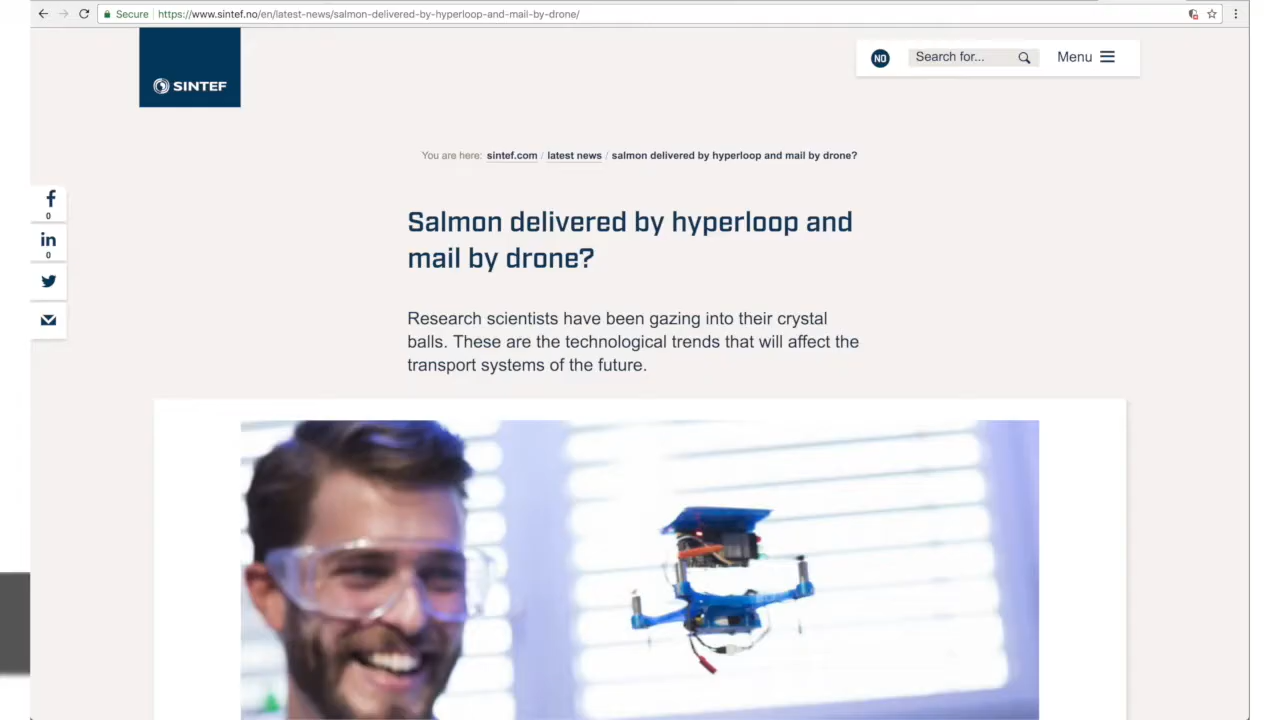 Secure https://www.sintef.no/en/latest-news/salmon-delivered-by-hyperloop-and-mail-by-drone/
SINTEF
NO Search for... Menu
You are here: sintef.com / latest news / salmon delivered by hyperloop and mail by drone?
f
0
in
0
Salmon delivered by hyperloop and
mail by drone?
Research scientists have been gazing into their crystal
balls. These are the technological trends that will affect the
transport systems of the future.